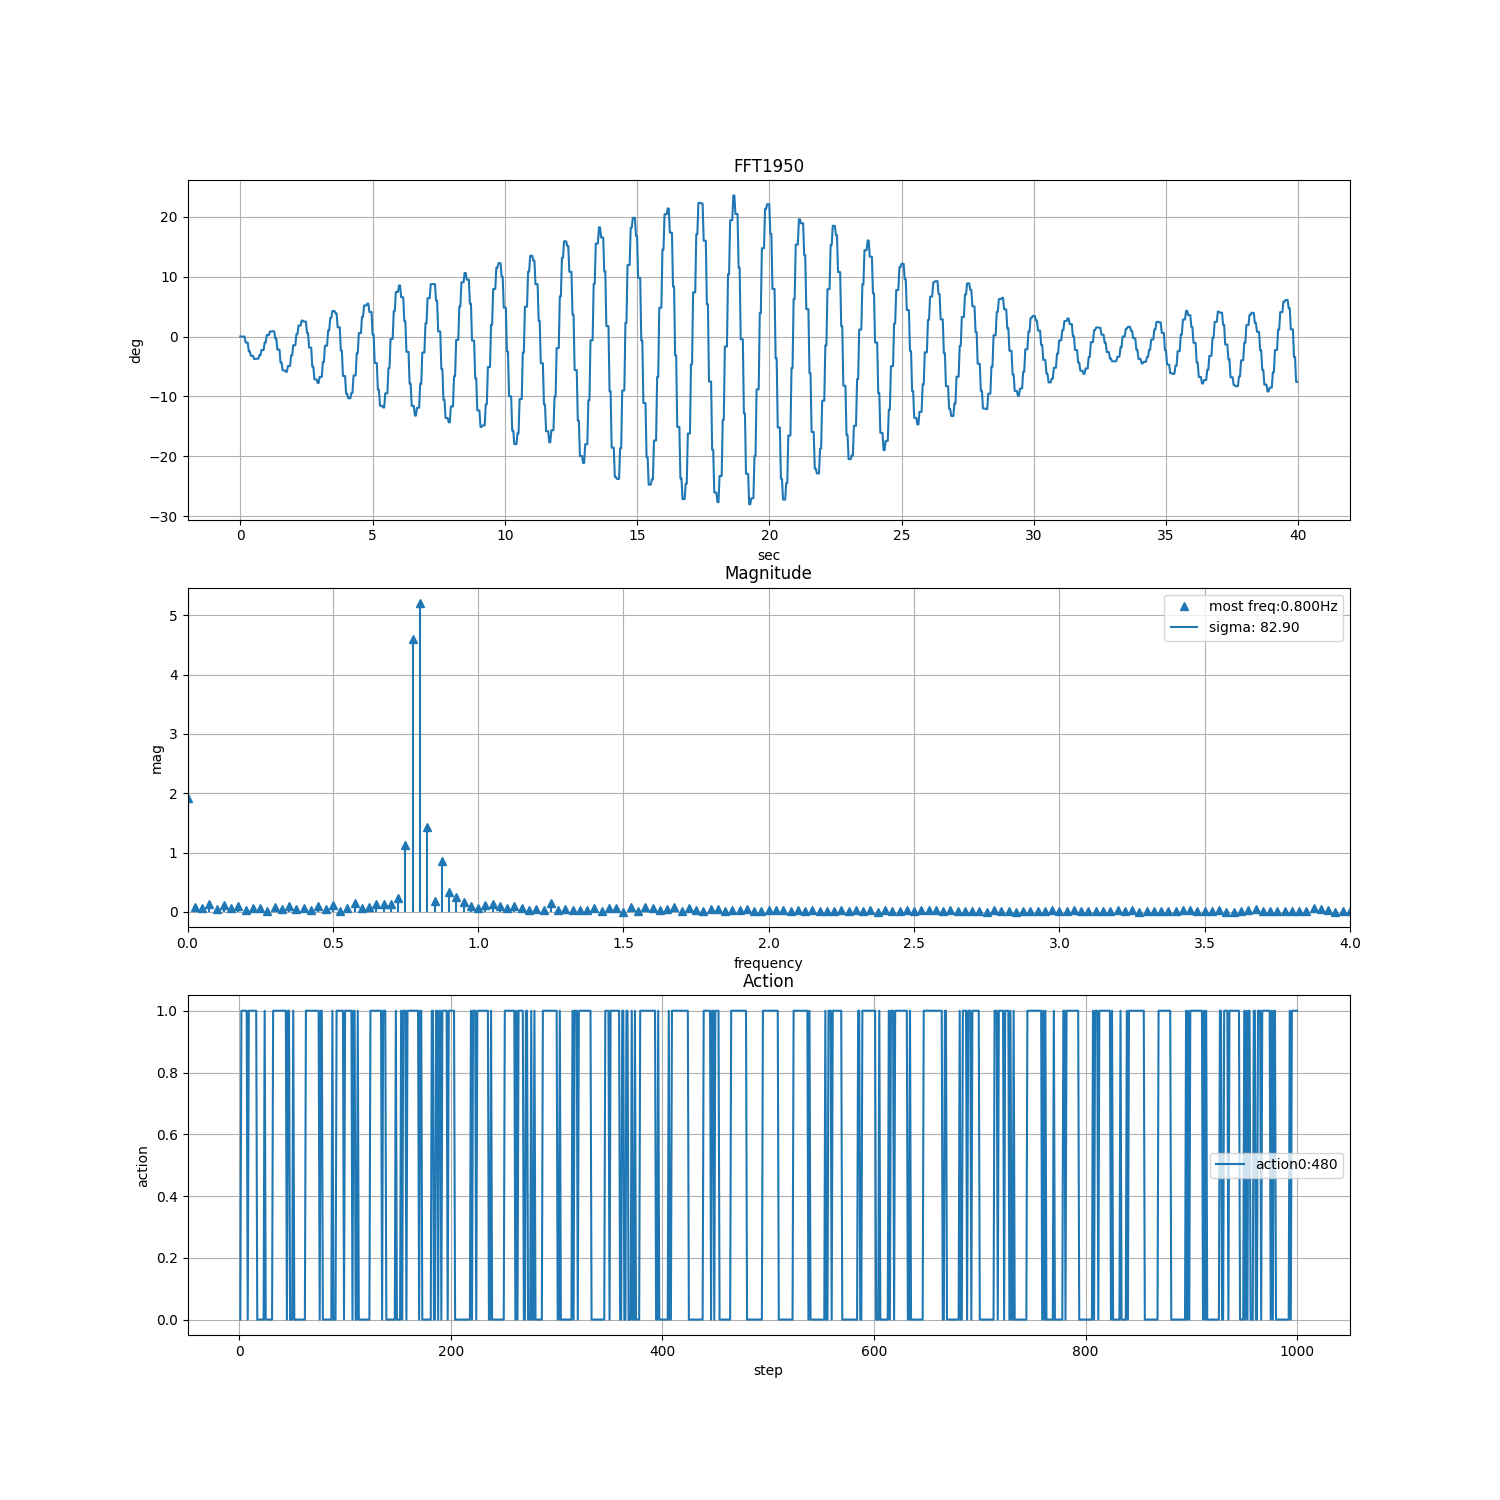 FFT1950
20
10
0
−10
−20
−30
deg
0 5 10 15 20 25 30 35 40
sec
Magnitude
most freq:0.800Hz
sigma: 82.90
5
4
3
2
1
0
mag
0.0 0.5 1.0 1.5 2.0 2.5 3.0 3.5 4.0
frequency
Action
1.0
0.8
0.6
0.4
0.2
0.0
action
action0:480
0 200 400 600 800 1000
step